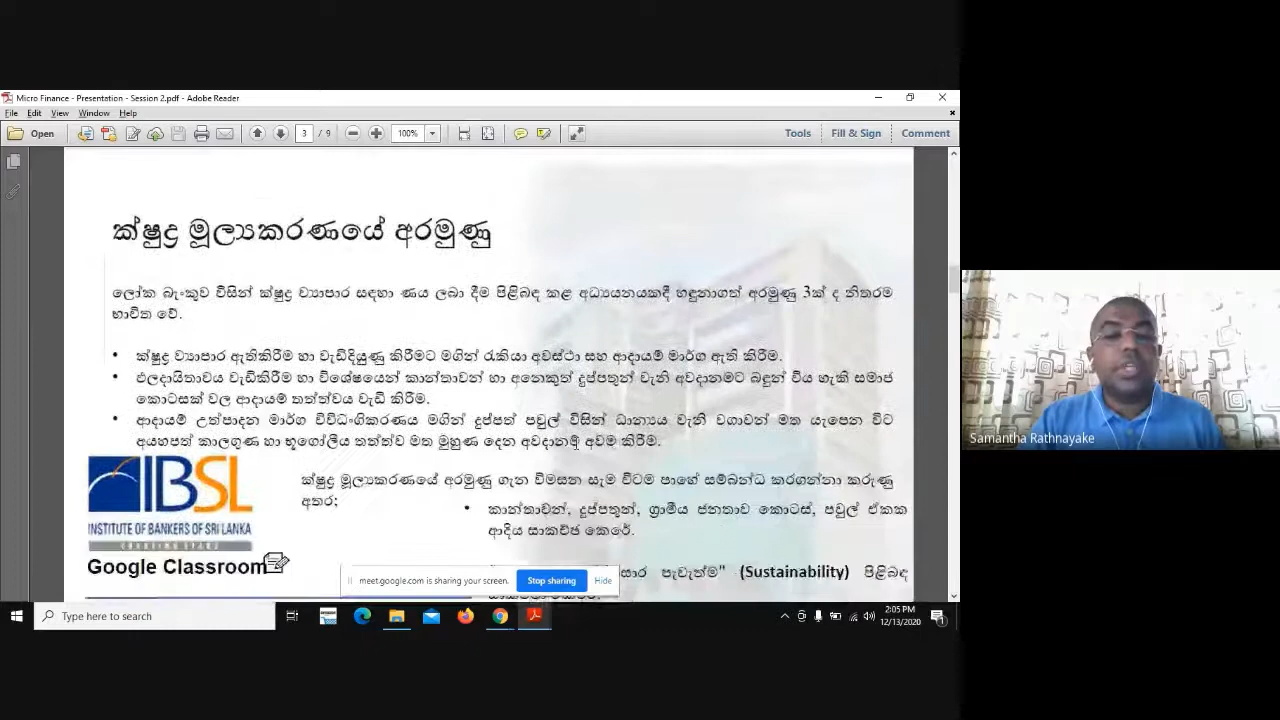 Micro Finance - Presentation - Session 2.pdf - Adobe Reader
File Edit View Window Help
Open 3 / 9 100% Tools Fill & Sign Comment
ක්ෂුද්‍ර මූල්‍යකරණයේ අරමුණු
ලෝක බැංකුව විසින් ක්ෂුද්‍ර ව්‍යාපාර සඳහා ණය ලබා දීම පිළිබඳ කළ අධ්‍යයනයකදී හඳුනාගත් අරමුණු 3ක් ද නිතරම
භාවිත වේ.
• ක්ෂුද්‍ර ව්‍යාපාර ඇතිකිරීම හා වැඩිදියුණු කිරීමට මගින් රැකියා අවස්ථා සහ ආදායම් මාර්ග ඇති කිරීම.
• ඵලදායිතාවය වැඩිකිරීම හා විශේෂයෙන් කාන්තාවන් හා අනෙකුත් දුප්පතුන් වැනි අවදානමට බඳුන් විය හැකි සමාජ
කොටසක් වල ආදායම් තත්ත්වය වැඩි කිරීම.
• ආදායම් උත්පාදන මාර්ග විවිධාංගිකරණය මගින් දුප්පත් පවුල් විසින් ධාන්‍යය වැනි වගාවන් මත යැපෙන විට
අයහපත් කාලගුණ හා භූගෝලීය තත්ත්ව මත මුහුණ දෙන අවදානම් අවම කිරීම.
IBSL
INSTITUTE OF BANKERS OF SRI LANKA
Google Classroom
ක්ෂුද්‍ර මූල්‍යකරණයේ අරමුණු ගැන විමසන සැම විටම පාහේ සම්බන්ධ කරගන්නා කරුණු
අතර;
• කාන්තාවන්, දුප්පතුන්, ග්‍රාමීය ජනතාව කොටස්, පවුල් ඒකක
ආදිය සාකච්ඡ කෙරේ.
පැවැත්ම" (Sustainability) පිළිබඳ
meet.google.com is sharing your screen. Stop sharing Hide
Type here to search
2:05 PM
12/13/2020
Samantha Rathnayake